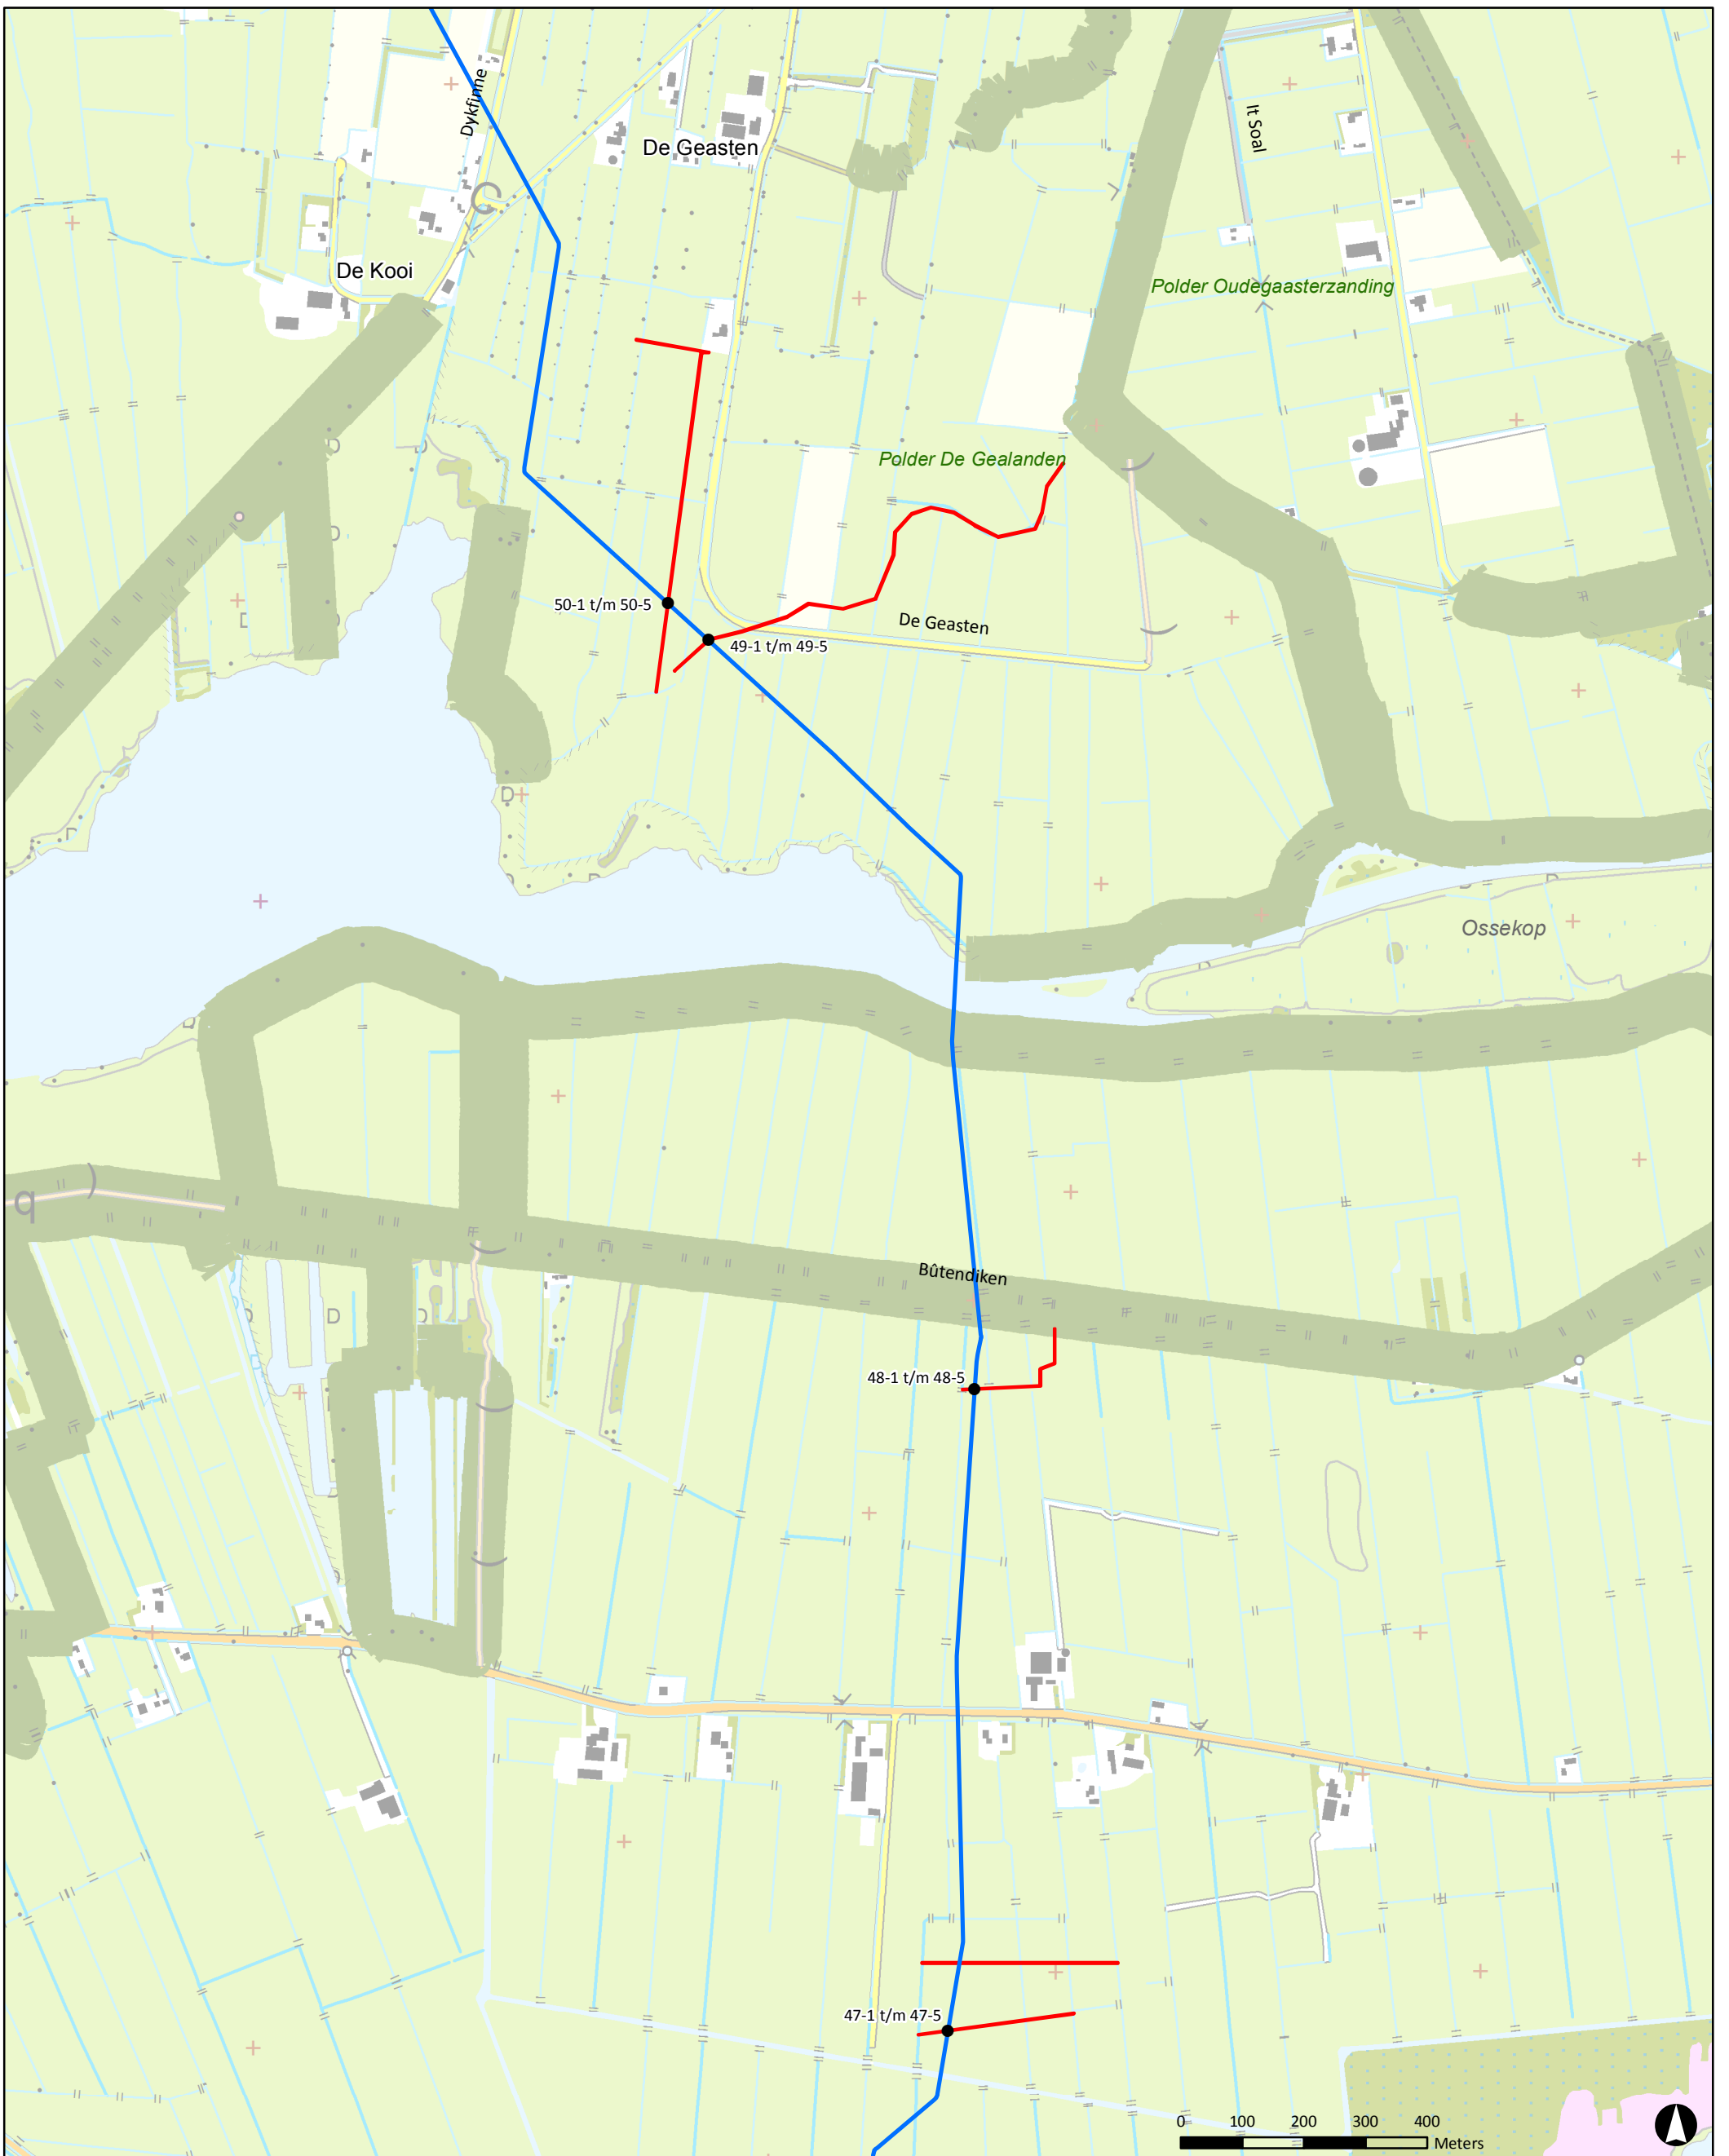 Dykfinne
De Geasten
It Soal
De Kooi
Polder Oudegaasterzanding
Polder De Gealanden
50-1 t/m 50-5
De Geasten
49-1 t/m 49-5
Ossekop
q
Bûtendiken
48-1 t/m 48-5
47-1 t/m 47-5
0 100 200 300 400
Meters